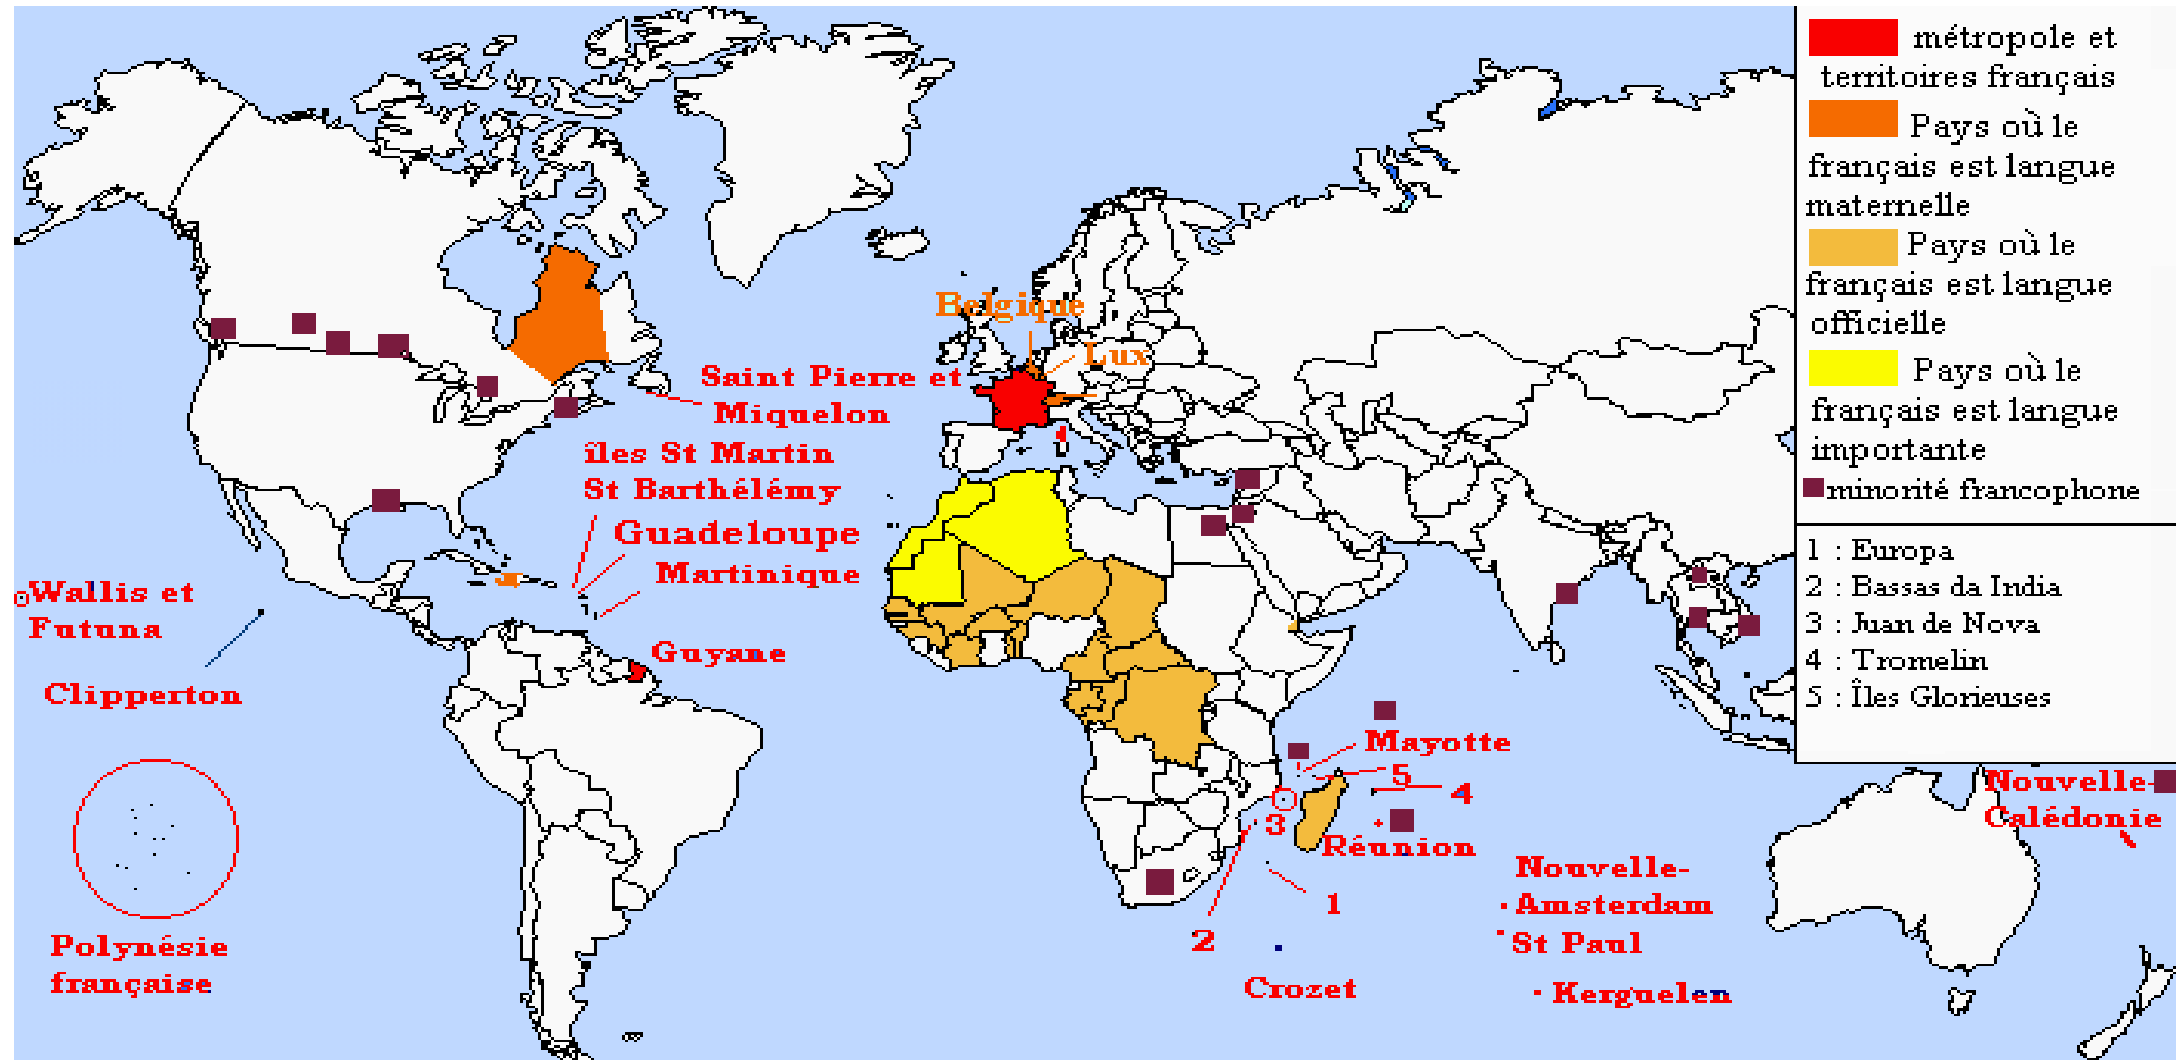 métropole et
territoires français
Pays où le
français est langue
maternelle
Pays où le
français est langue
officielle
Pays où le
français est langue
importante
minorité francophone
1 : Europa
2 : Bassas da India
3 : Juan de Nova
4 : Tromelin
5 : Îles Glorieuses
Belgique
Lux
Saint Pierre et
Miquelon
îles St Martin
St Barthélémy
Guadeloupe
Martinique
Wallis et
Futuna
Guyane
Clipperton
Mayotte
5
4
3
Réunion
1
2
Nouvelle-
Calédonie
Nouvelle-
Amsterdam
St Paul
Crozet
Kerguelen
Polynésie
française